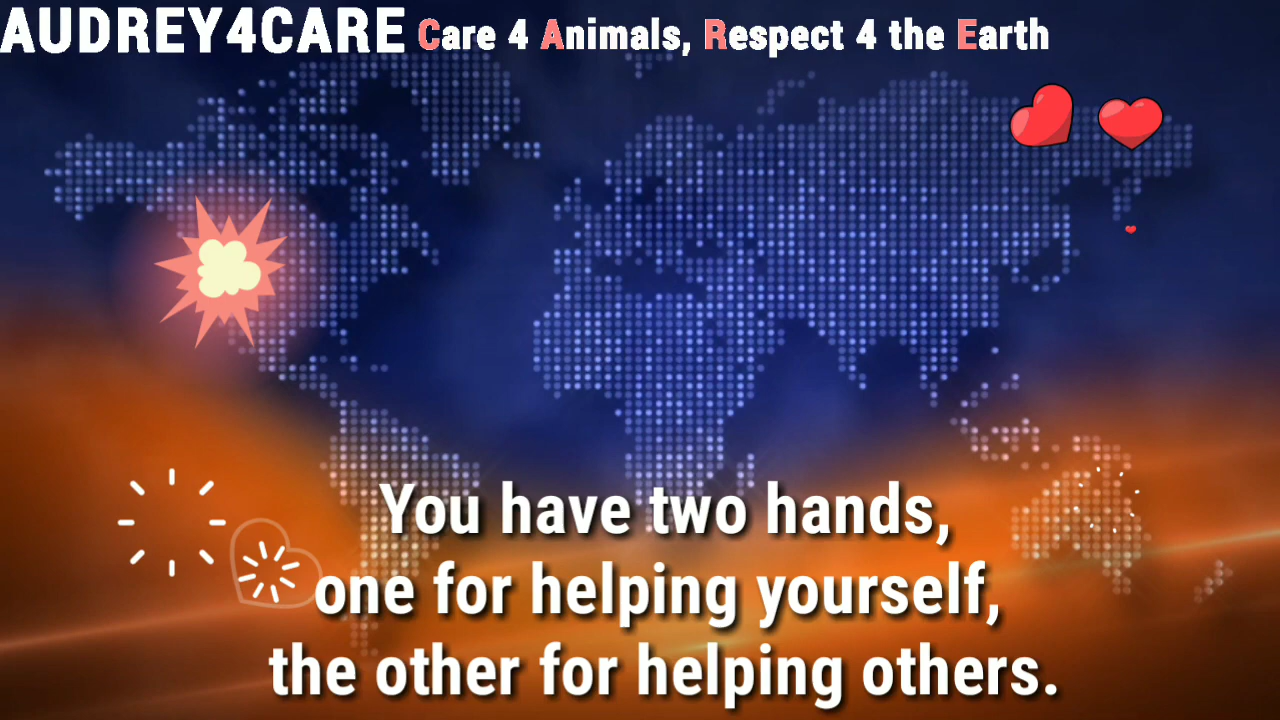 AUDREY4CARE Care 4 Animals, Respect 4 the Earth
You have two hands,
one for helping yourself,
the other for helping others.